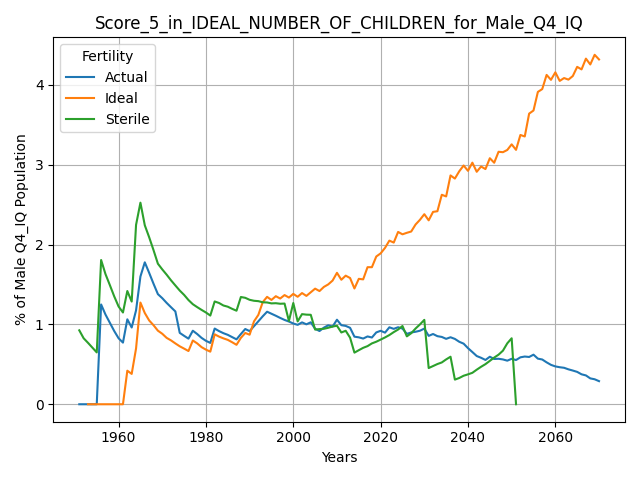 Score_5_in_IDEAL_NUMBER_OF_CHILDREN_for_Male_Q4_IQ
Fertility
Actual
Ideal
Sterile
% of Male Q4_IQ Population
4
3
2
1
0
1960 1980 2000 2020 2040 2060
Years